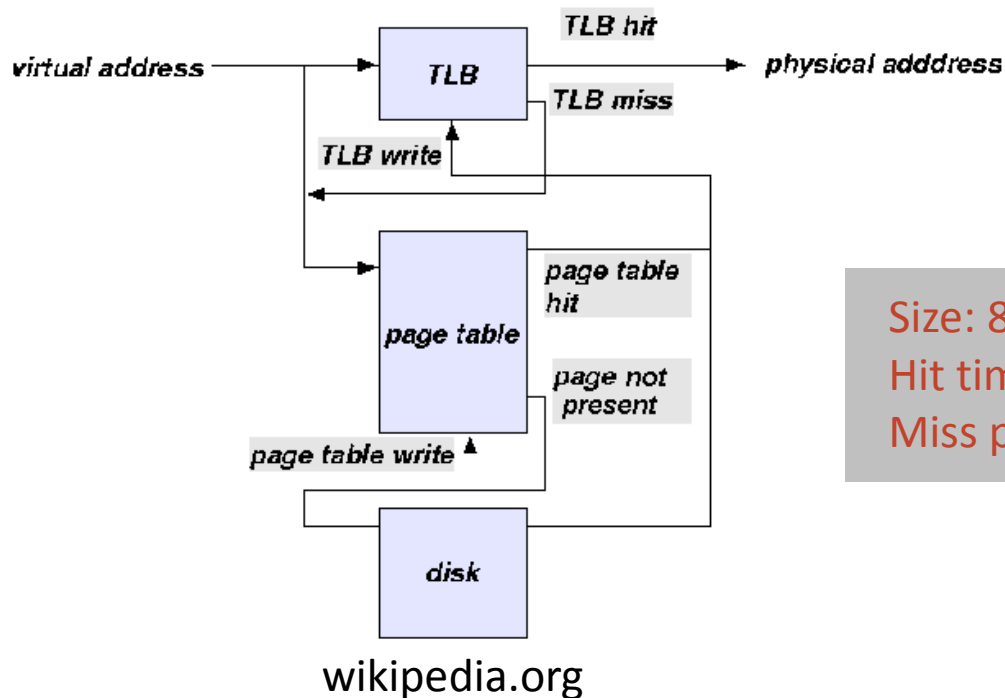 TLB hit
virtual address
TLB
physical adddress
TLB miss
TLB write
page table
hit
page table
page not
present
page table write
disk
Size: 8
Hit
Miss
wikipedia.org